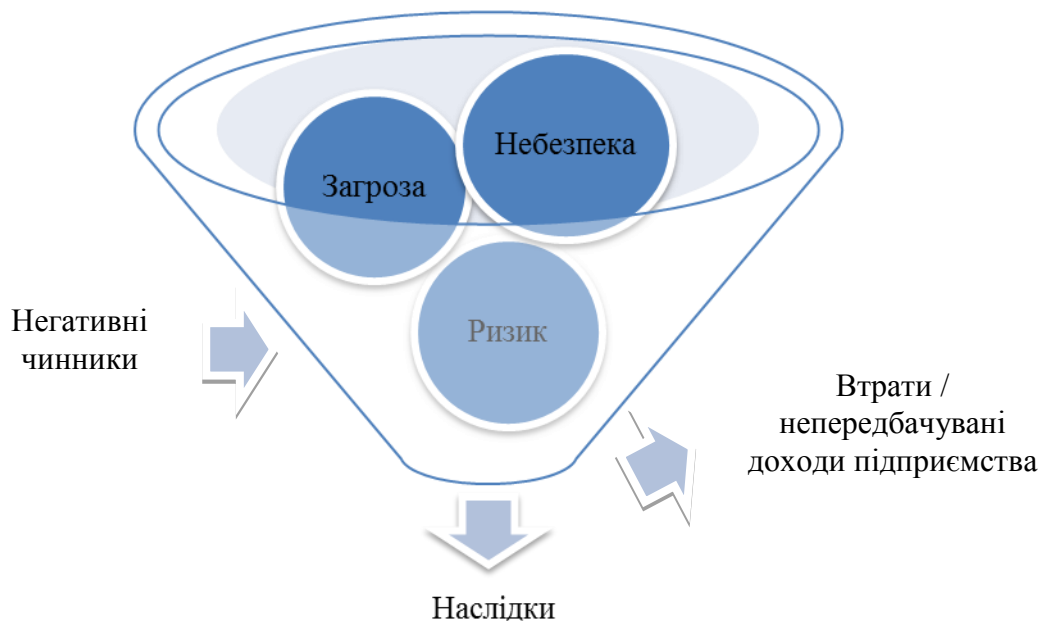 Небезпека
Загроза
Ризик
Негативні
чинники
Втрати /
непередбачувані
доходи підприємства
Наслідки